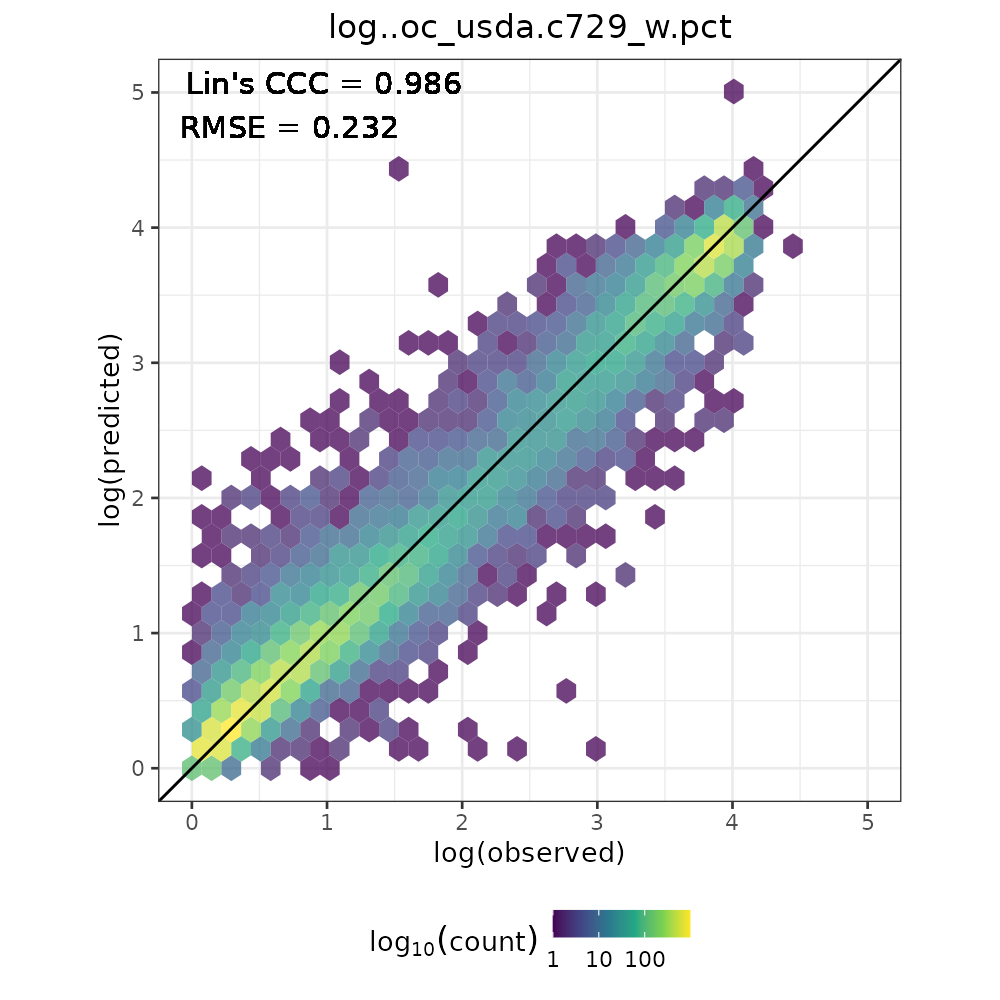 log..oc_usda.c729_w.pct
Lin's CCC = 0.986
RMSE = 0.232
5
4
3
2
1
0
log(predicted)
0 1 2 3 4 5
log(observed)
log₁₀(count)
1 10 100